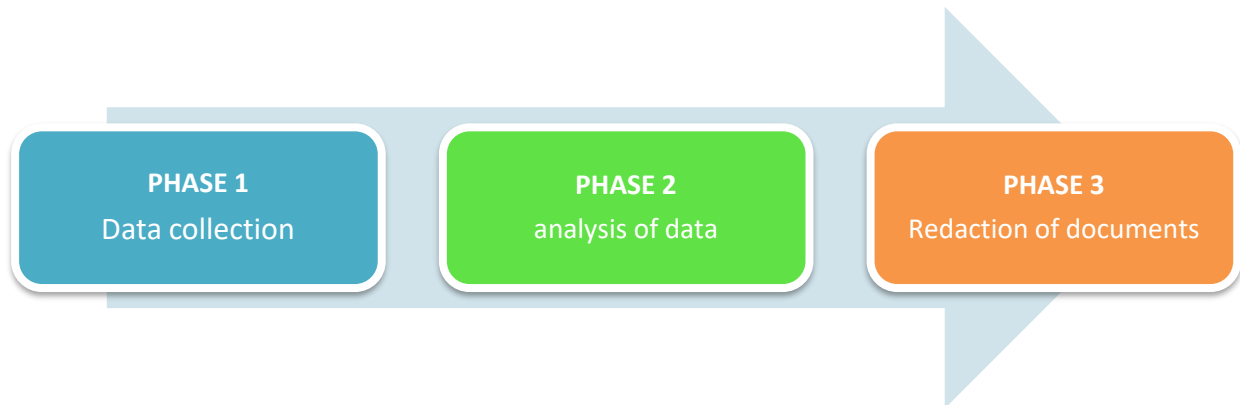 PHASE 1
Data collection
PHASE 2
analysis of data
PHASE 3
Redaction of documents